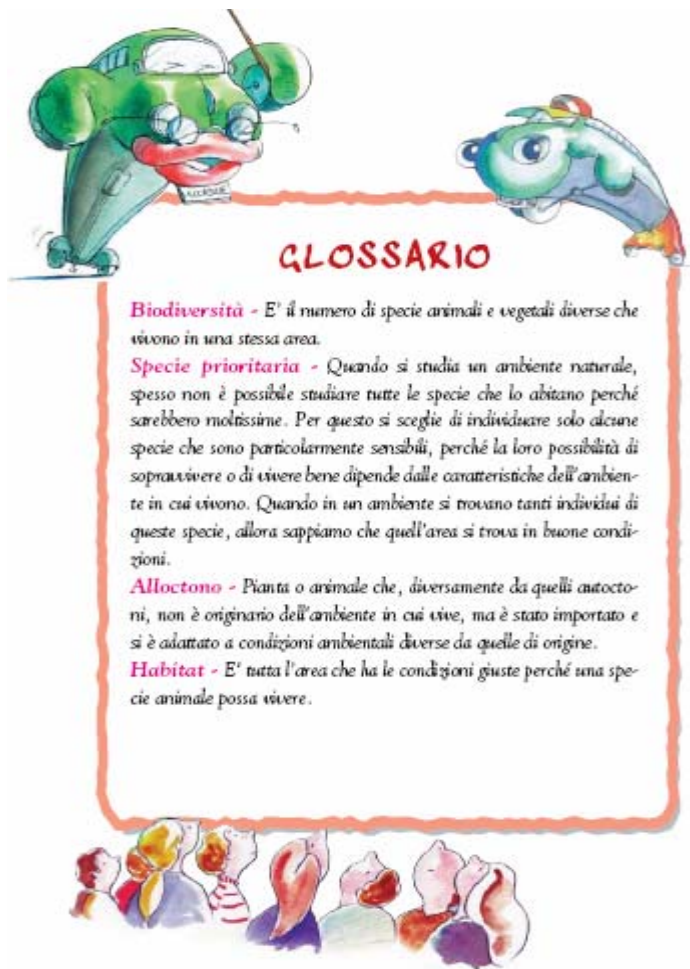 GLOSSARIO
Biodiversità - E' il numero di specie animali e vegetali diverse che
vivono in una stessa area.
Specie prioritaria - Quando si studia un ambiente naturale,
spesso non è possibile studiare tutte le specie che lo abitano perché
sarebbero moltissime. Per questo si sceglie di individuare solo alcune
specie che sono particolarmente sensibili, perché la loro possibilità di
sopravvivere o di vivere bene dipende dalle caratteristiche dell'ambien-
te in cui vivono. Quando in un ambiente si trovano tanti individui di
queste specie, allora sappiamo che quell'area si trova in buone condi-
zioni.
Alloctono - Pianta o animale che, diversamente da quelli autocto-
ni, non è originario dell'ambiente in cui vive, ma è stato importato e
si è adattato a condizioni ambientali diverse da quelle di origine.
Habitat - E' tutta l'area che ha le condizioni giuste perché una spe-
cie animale possa vivere.